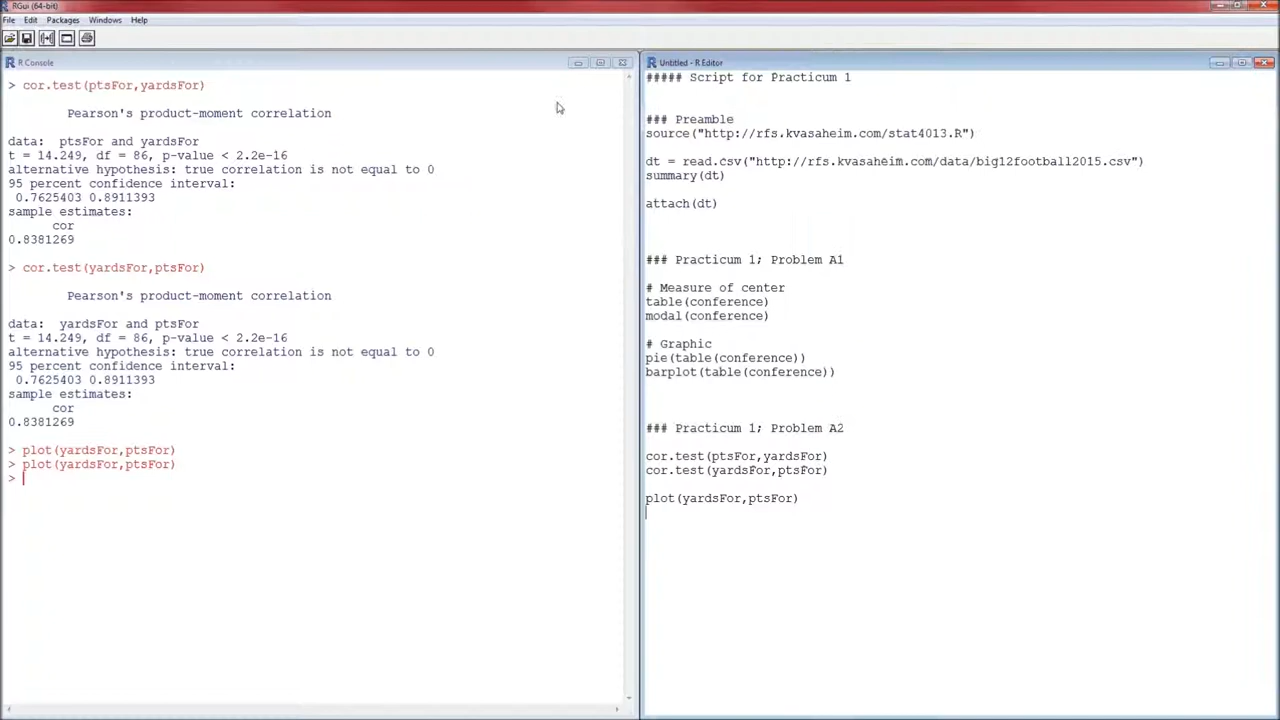 RGui (64-bit)
File Edit Packages Windows Help
R Console
> cor.test(ptsFor,yardsFor)
Pearson's product-moment correlation
data: ptsFor and yardsFor
t = 14.249, df = 86, p-value < 2.2e-16
alternative hypothesis: true correlation is not equal to 0
95 percent confidence interval:
0.7625403 0.8911393
sample estimates:
cor
0.8381269
> cor.test(yardsFor,ptsFor)
Pearson's product-moment correlation
data: yardsFor and ptsFor
t = 14.249, df = 86, p-value < 2.2e-16
alternative hypothesis: true correlation is not equal to 0
95 percent confidence interval:
0.7625403 0.8911393
sample estimates:
cor
0.8381269
> plot(yardsFor,ptsFor)
> plot(yardsFor,ptsFor)
>
Untitled - R Editor
##### Script for Practicum 1
### Preamble
source("http://rfs.kvasaheim.com/stat4013.R")
dt = read.csv("http://rfs.kvasaheim.com/data/big12football2015.csv")
summary(dt)
attach(dt)
### Practicum 1; Problem A1
# Measure of center
table(conference)
modal(conference)
# Graphic
pie(table(conference))
barplot(table(conference))
### Practicum 1; Problem A2
cor.test(ptsFor,yardsFor)
cor.test(yardsFor,ptsFor)
plot(yardsFor,ptsFor)